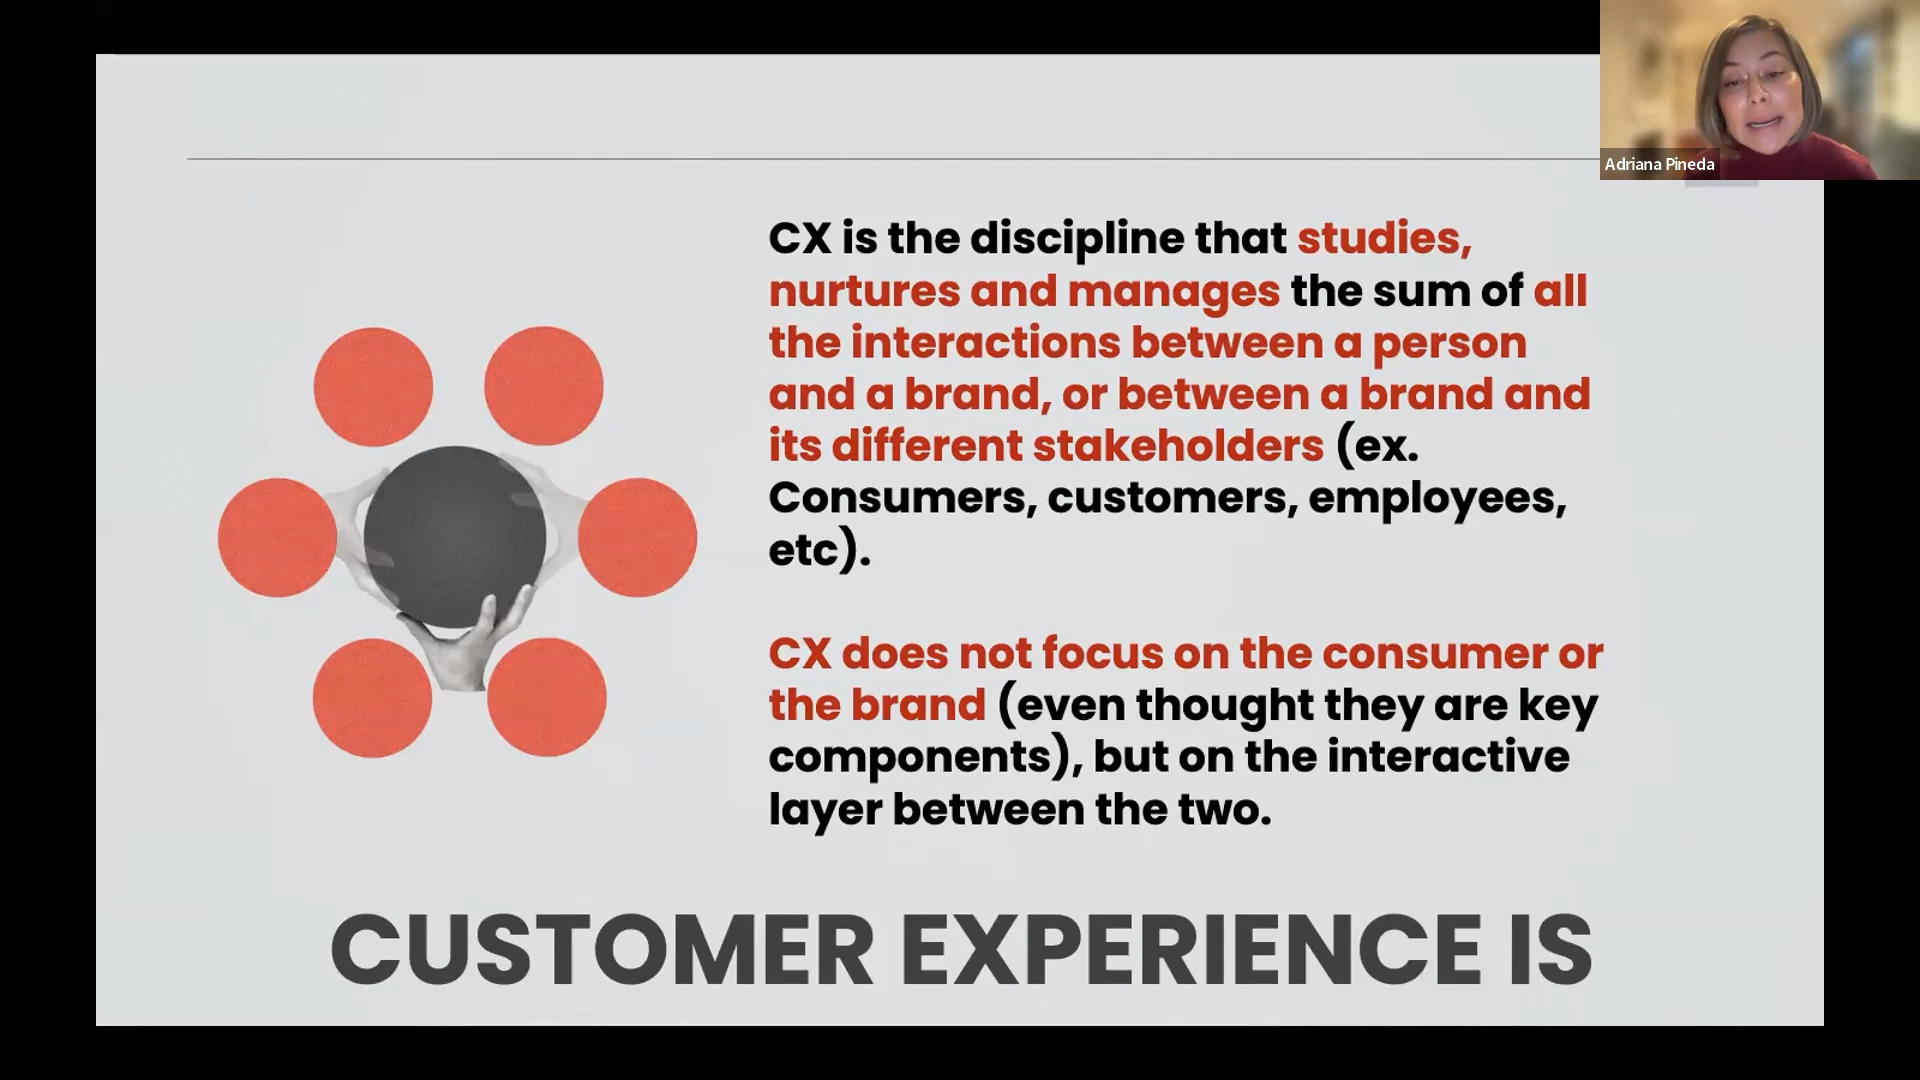 Adriana Pineda
CX is the discipline that studies,
nurtures and manages the sum of all
the interactions between a person
and a brand, or between a brand and
its different stakeholders (ex.
Consumers, customers, employees,
etc).
CX does not focus on the consumer or
the brand (even thought they are key
components), but on the interactive
layer between the two.
CUSTOMER EXPERIENCE IS